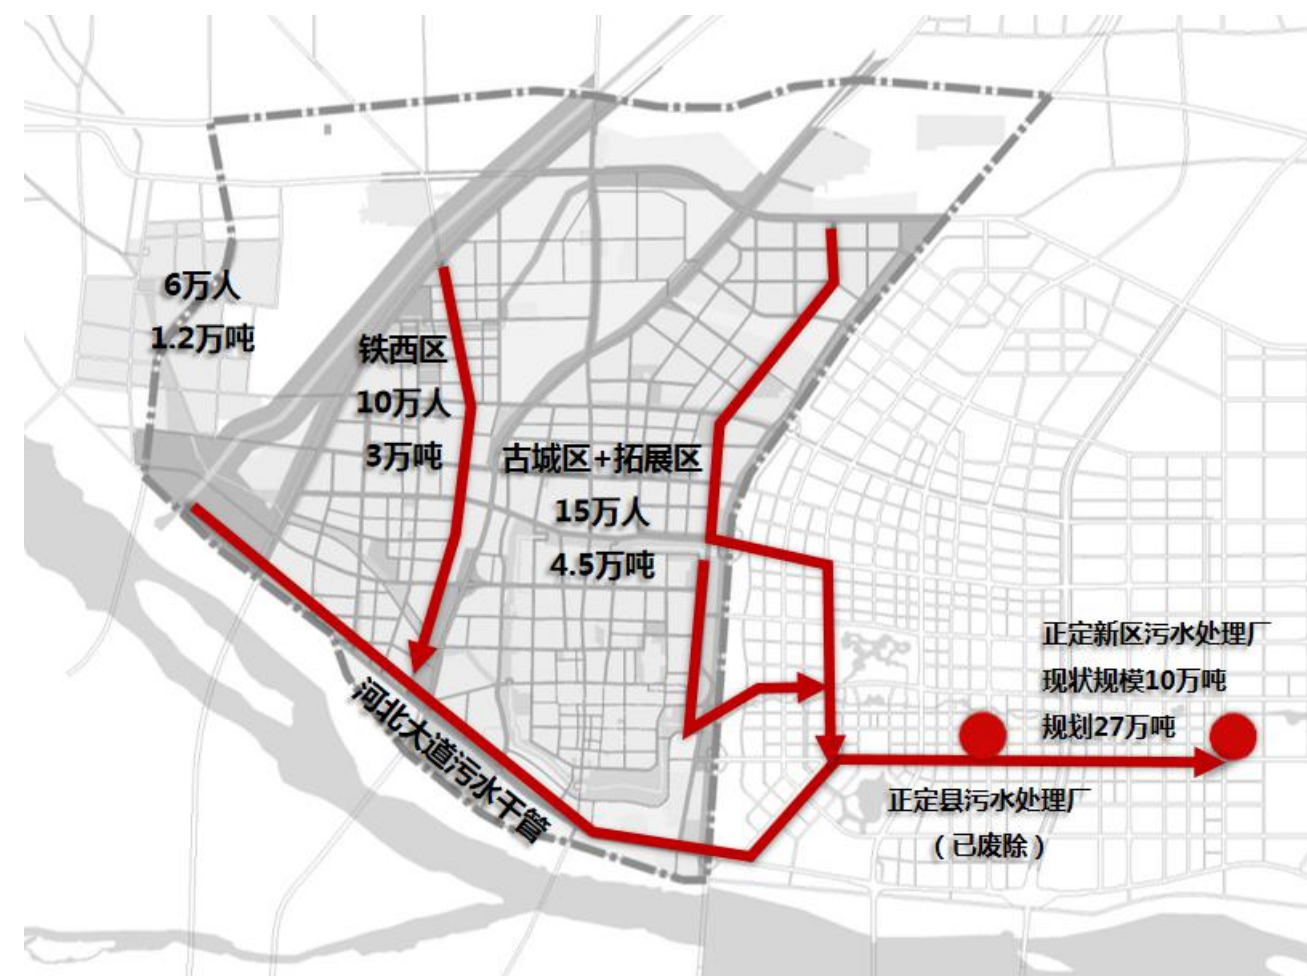 6万人
1.2万吨
铁西区
10万人
3万吨
古城区+拓展区
15万人
4.5万吨
河北大道污水干管
正定新区污水处理厂
现状规模10万吨
规划27万吨
正定县污水处理厂
（已废除）